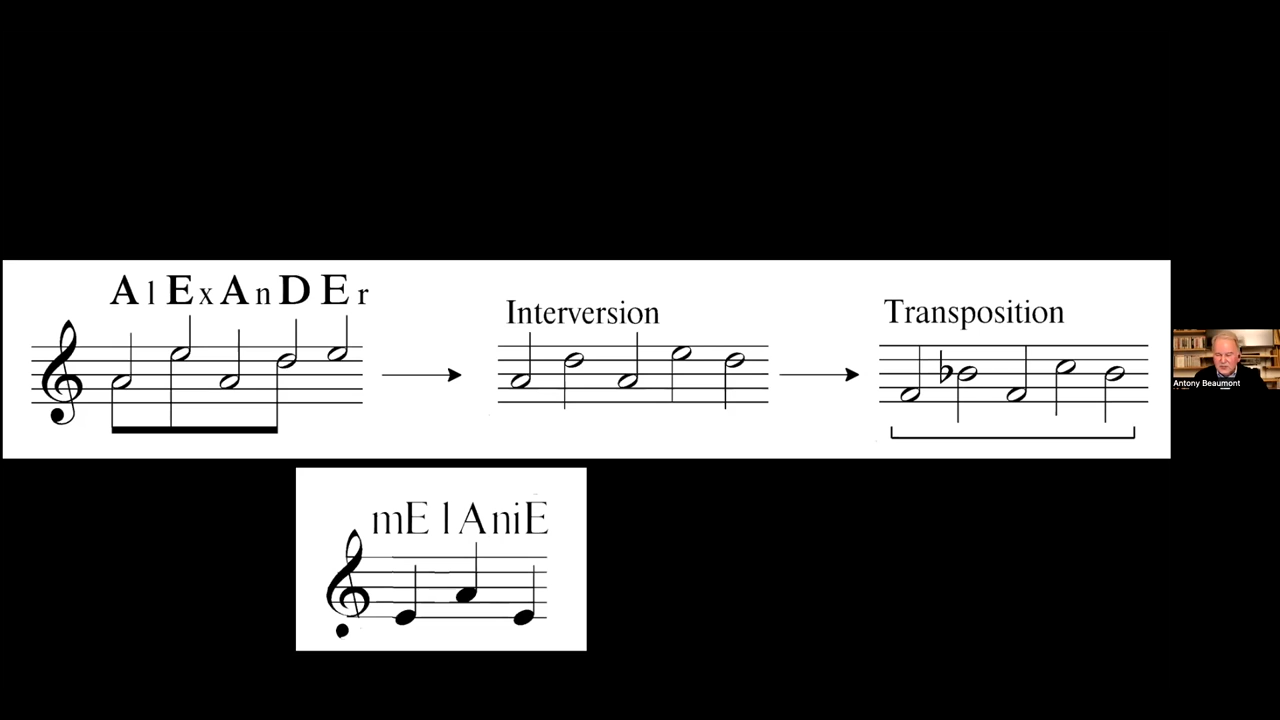 AlExAnDEr
Interversion
Transposition
Antony Beaumont
mElAniE